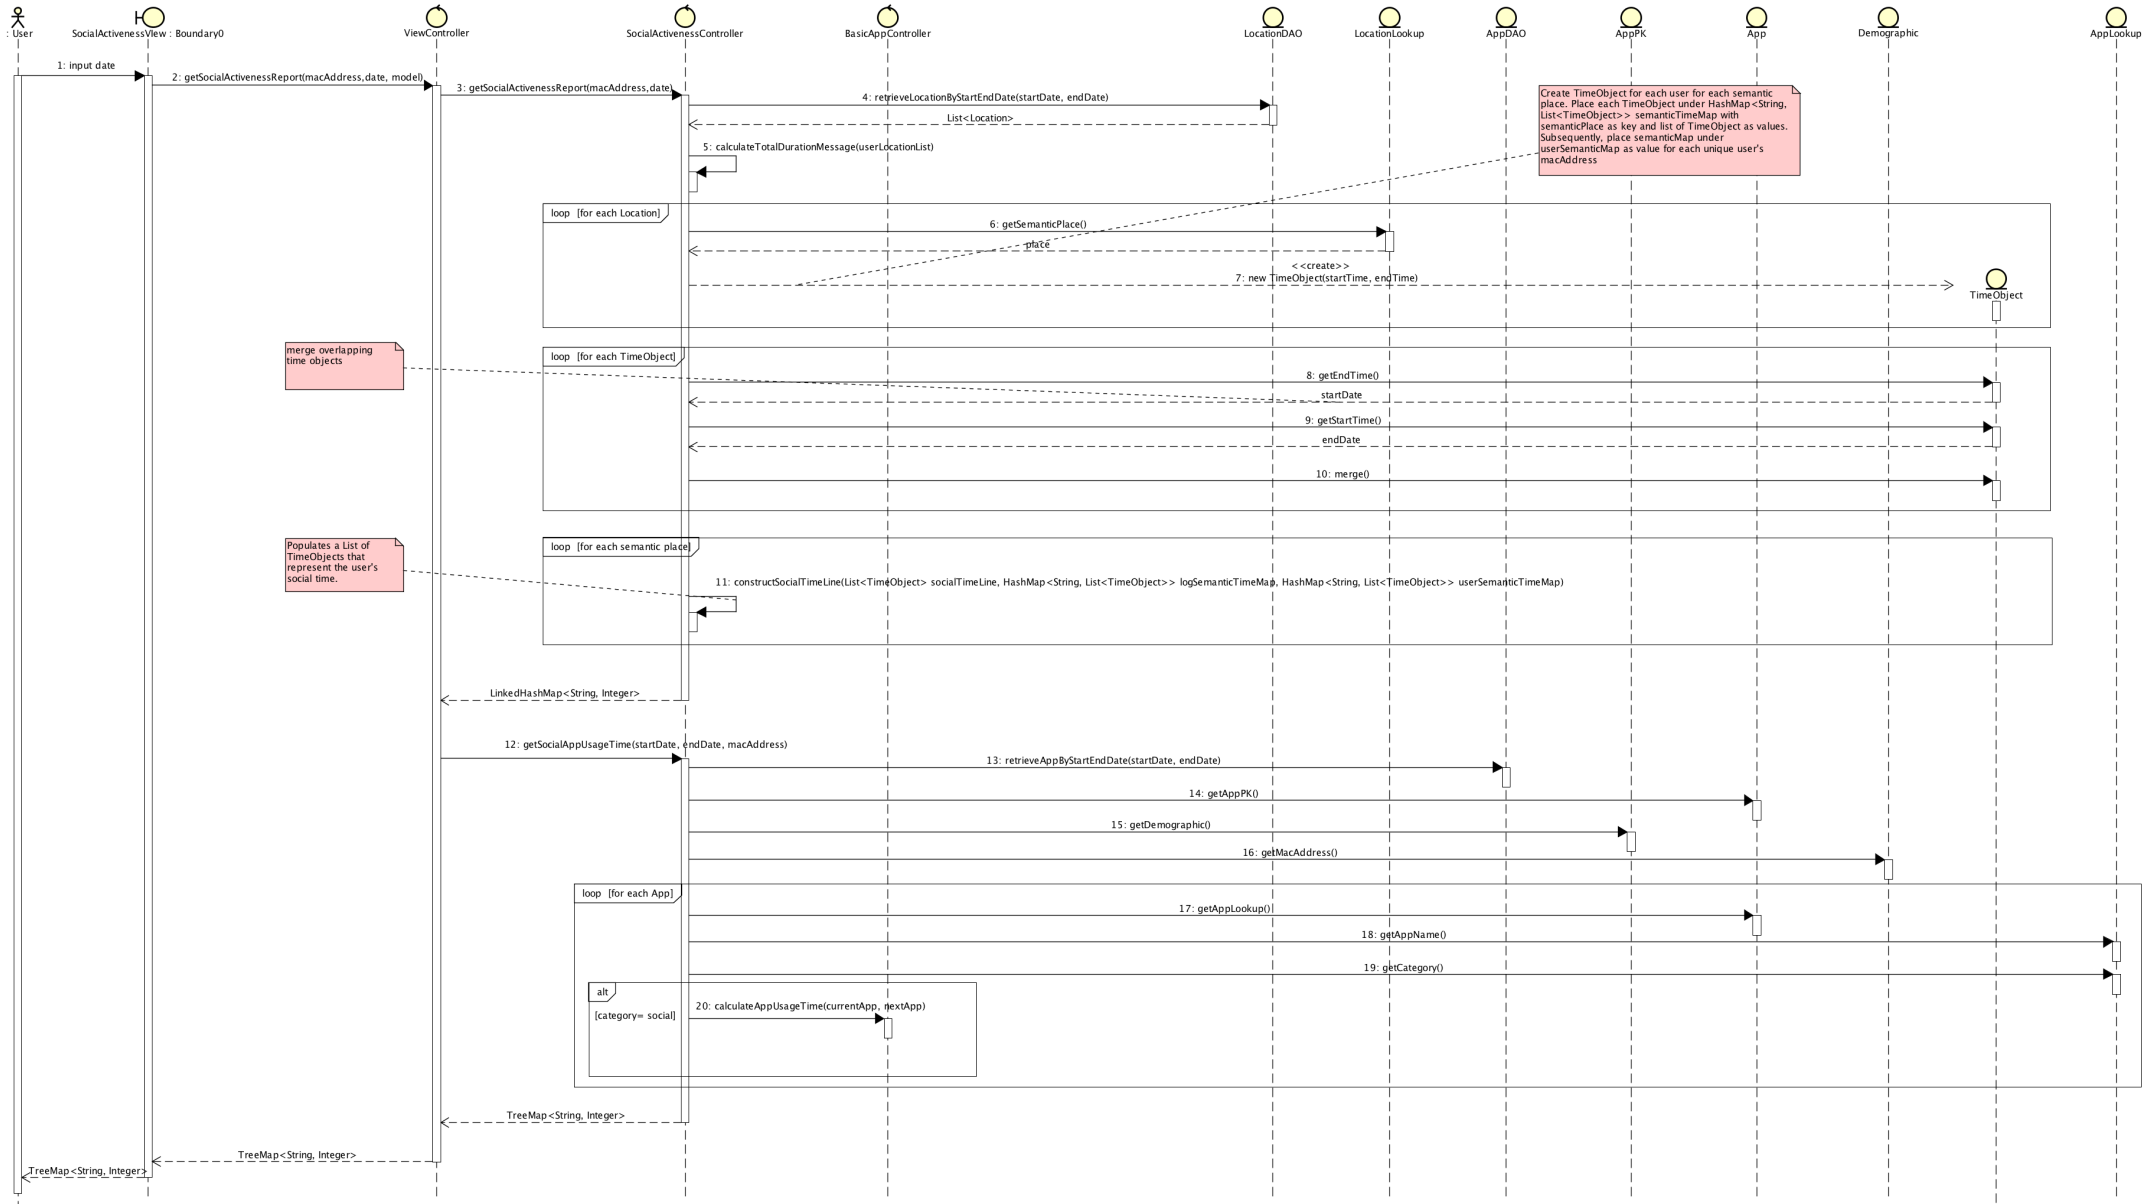 : User
SocialActivenessView : Boundary0
ViewController
SocialActivenessController
BasicAppController
LocationDAO
LocationLookup
AppDAO
AppPK
App
Demographic
AppLookup
1: input date
2: getSocialActivenessReport(macAddress,date, model)
3: getSocialActivenessReport(macAddress,date)
4: retrieveLocationByStartEndDate(startDate, endDate)
List<Location>
Create TimeObject for each user for each semantic
place. Place each TimeObject under HashMap<String,
List<TimeObject>> semanticTimeMap with
semanticPlace as key and list of TimeObject as values.
Subsequently, place semanticMap under
userSemanticMap as value for each unique user's
macAddress
5: calculateTotalDurationMessage(userLocationList)
loop [for each Location]
6: getSemanticPlace()
place
<<create>>
7: new TimeObject(startTime, endTime)
TimeObject
merge overlapping
time objects
loop [for each TimeObject]
8: getEndTime()
startDate
9: getStartTime()
endDate
10: merge()
Populates a List of
TimeObjects that
represent the user's
social time.
loop [for each semantic place]
11: constructSocialTimeLine(List<TimeObject> socialTimeLine, HashMap<String, List<TimeObject>> logSemanticTimeMap, HashMap<String, List<TimeObject>> userSemanticTimeMap)
LinkedHashMap<String, Integer>
12: getSocialAppUsageTime(startDate, endDate, macAddress)
13: retrieveAppByStartEndDate(startDate, endDate)
14: getAppPK()
15: getDemographic()
16: getMacAddress()
loop [for each App]
17: getAppLookup()
18: getAppName()
19: getCategory()
alt
[category= social]
20: calculateAppUsageTime(currentApp, nextApp)
TreeMap<String, Integer>
TreeMap<String, Integer>
TreeMap<String, Integer>